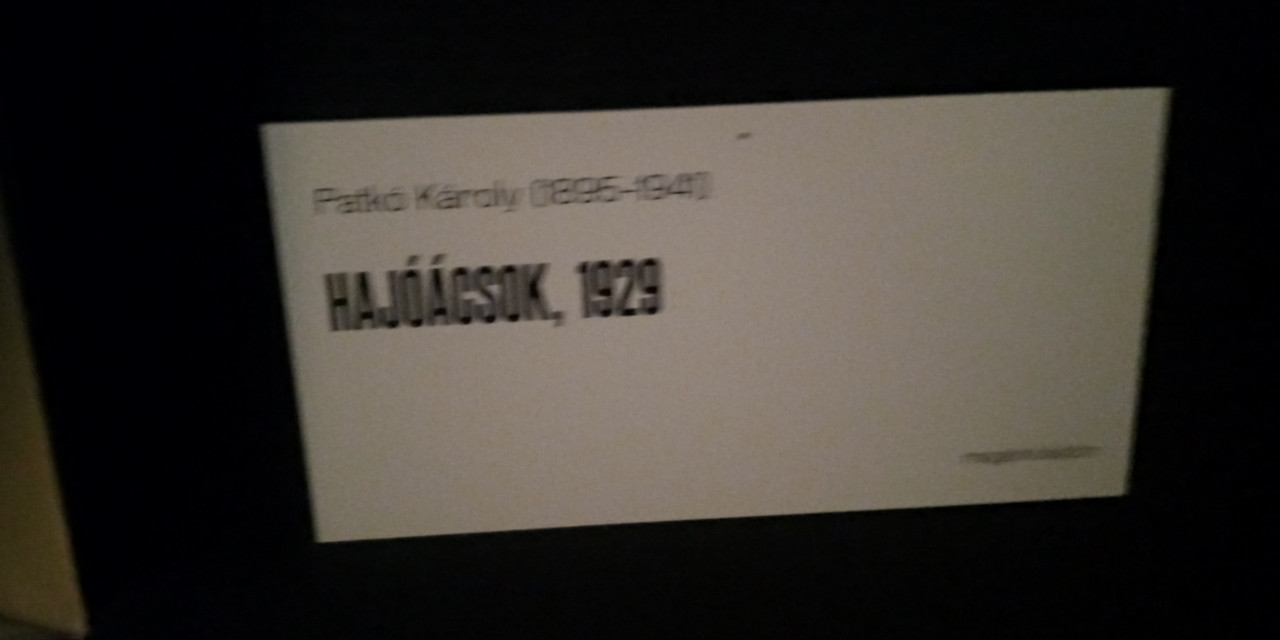 Patkó Károly (1895-1941)
HAJÓÁCSOK, 1929